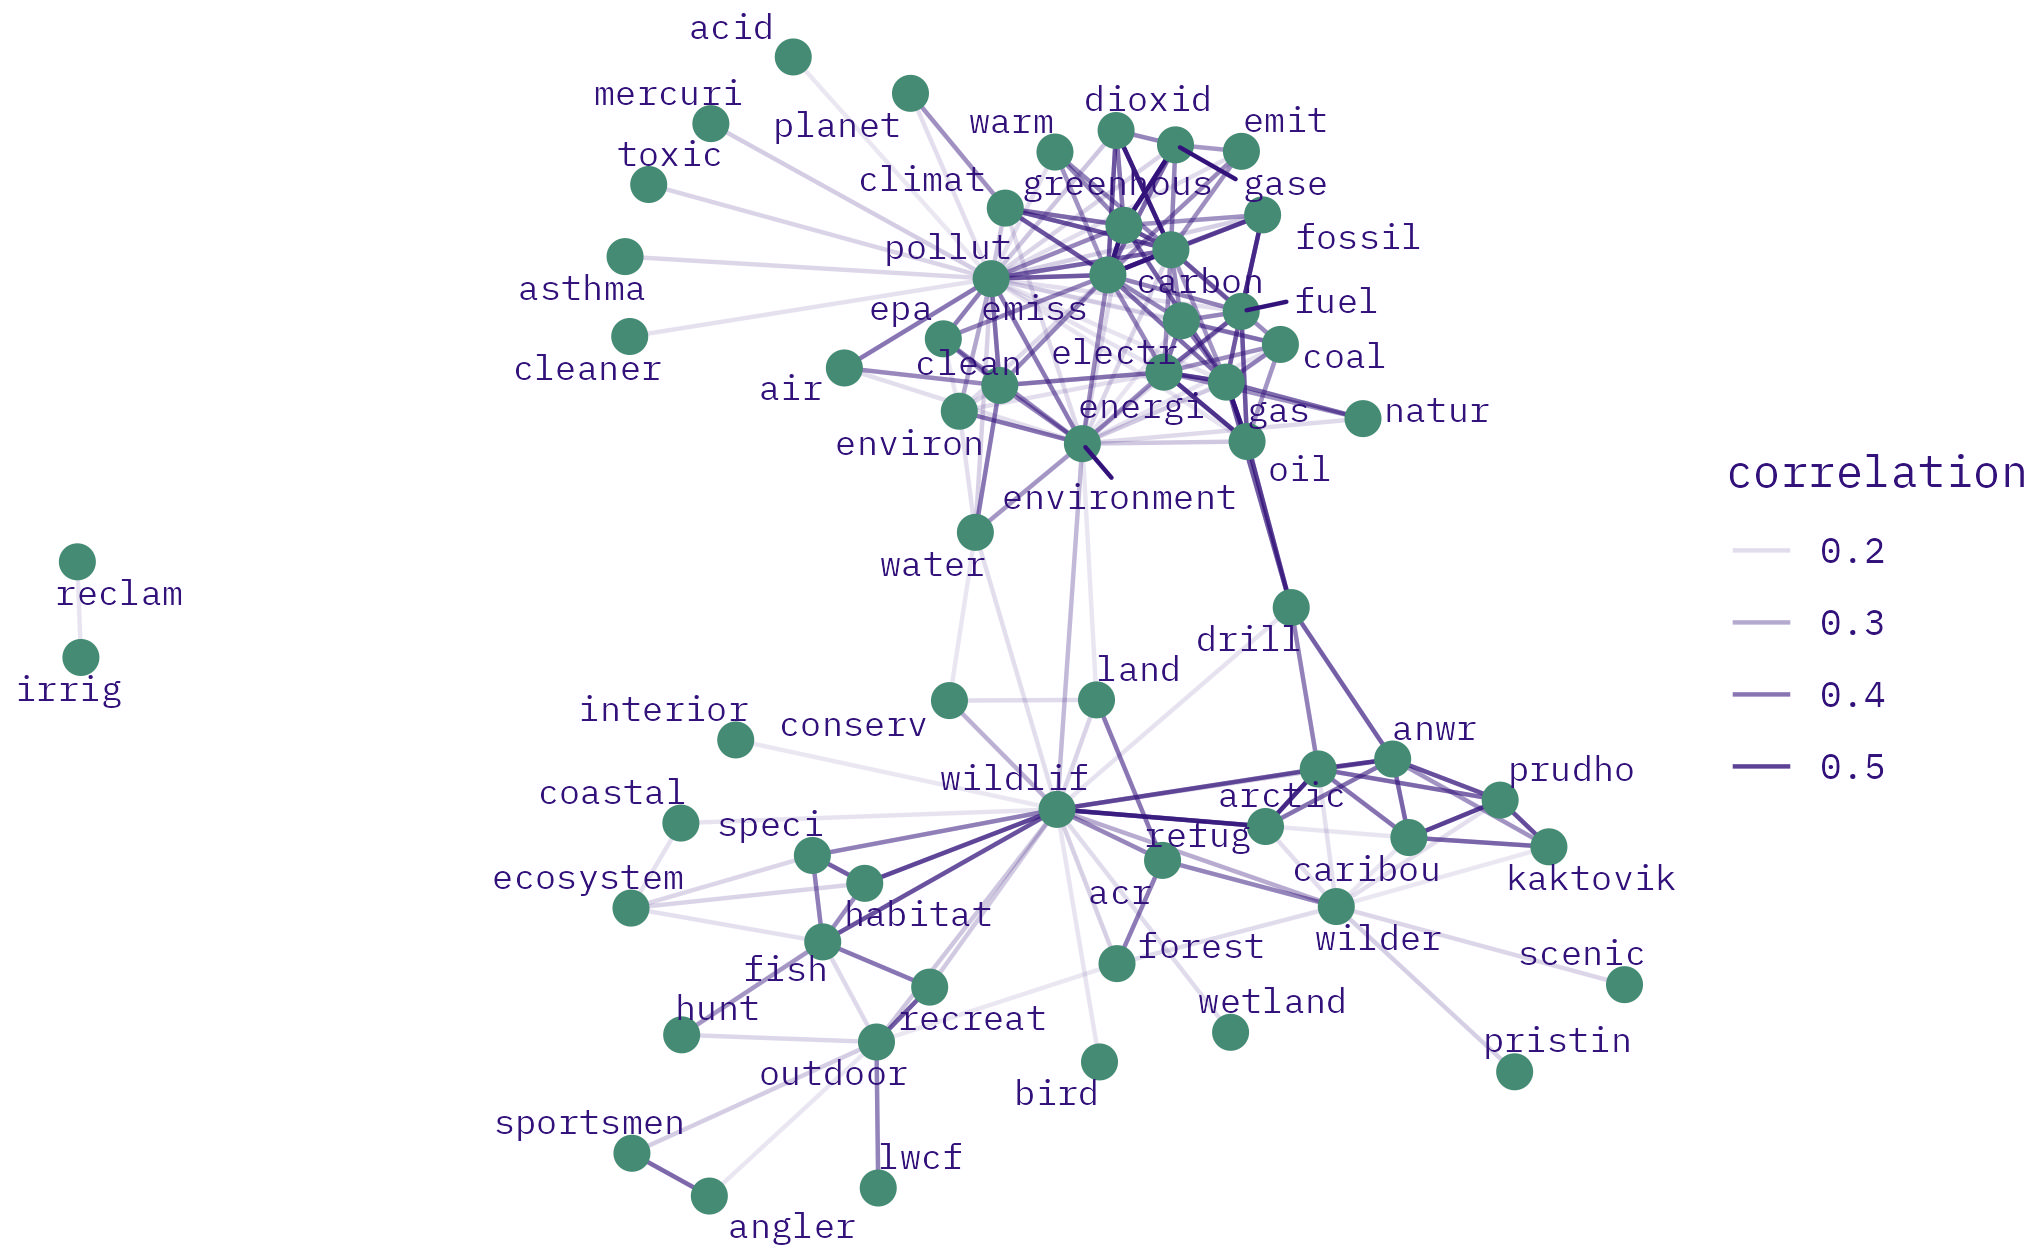 acid
mercuri
planet
warm
dioxid
emit
toxic
climat
greenhous
gase
pollut
fossil
asthma
epa
emiss
carbon
fuel
cleaner
air
clean
electr
coal
environ
energi
gas
natur
oil
environment
water
correlation
0.2
0.3
0.4
0.5
reclam
irrig
drill
land
interior
conserv
anwr
coastal
wildlif
prudho
speci
arctic
refug
ecosystem
caribou
kaktovik
habitat
acr
fish
forest
wilder
scenic
hunt
recreat
wetland
pristin
outdoor
bird
sportsmen
lwcf
angler